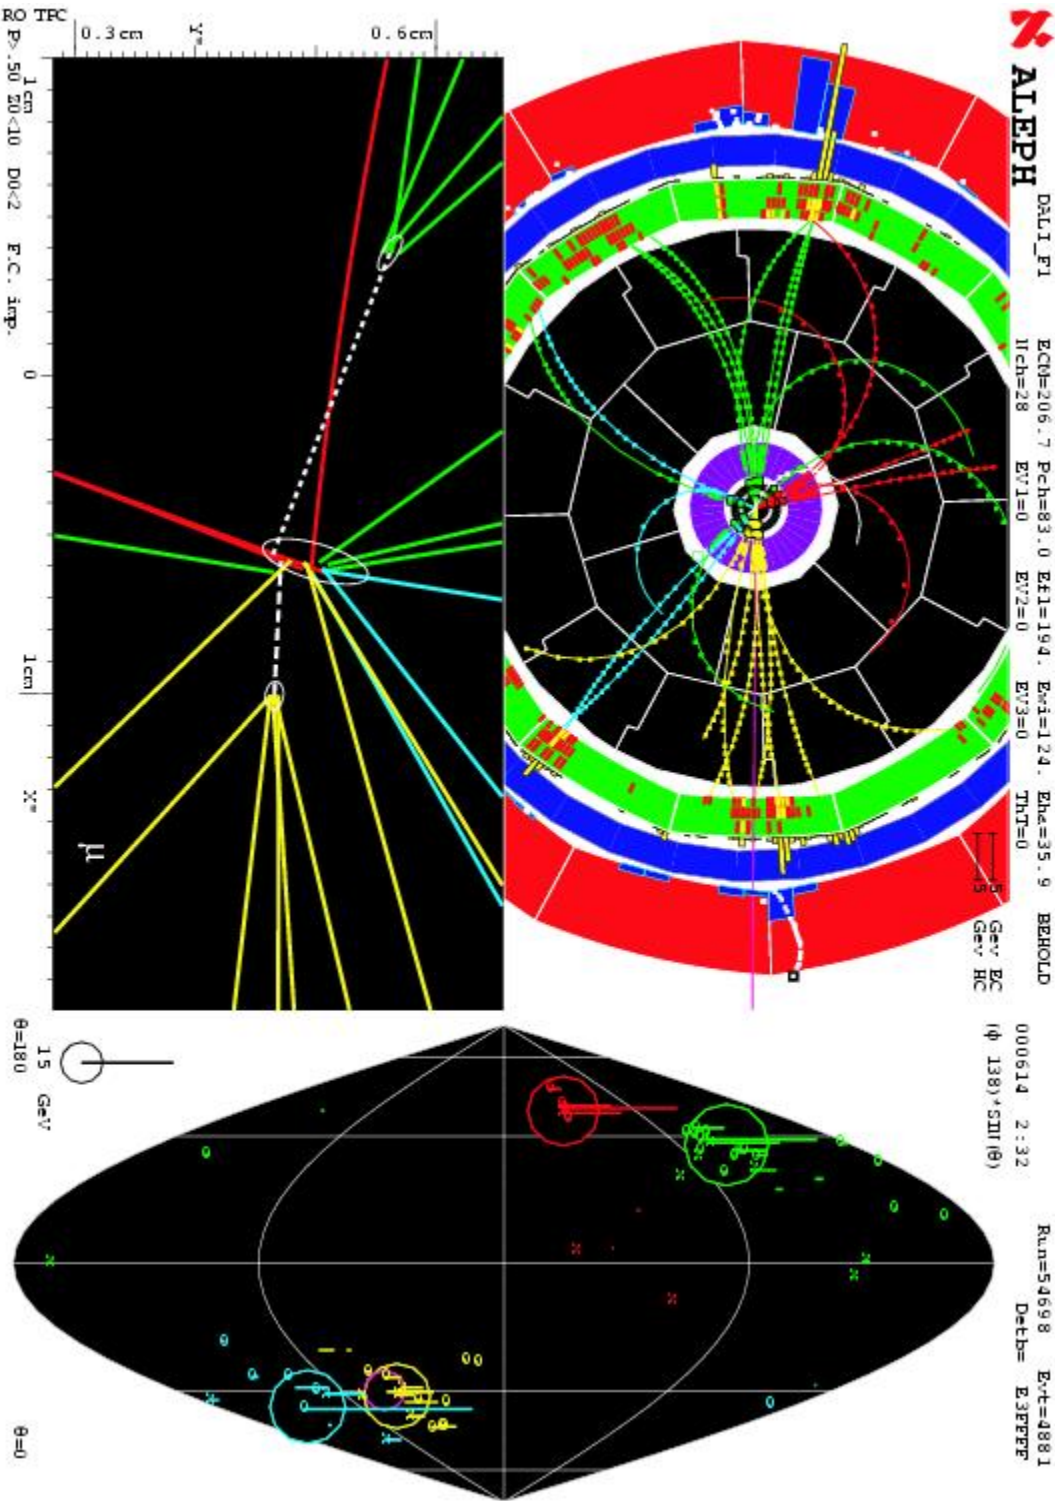 ALEPH
DALI_F1
ECM=206.7 Pch=83.0 Efl=194. Ewi=124. Eha=35.9 BEHOLD
Nch=28 EV1=0 EV2=0 EV3=0 ThT=0
000614 2:32
Run=54698 Evt=4881
(φ 138)*SIN(θ)
Detb= E3FFFF
5 Gev EC
5 Gev HC
RO TPC
0.3cm
Y"
0.6cm
1cm
0
1cm
X"
P>.50 Z0<10 D0<2 F.C. imp.
15 GeV
θ=180
θ=0